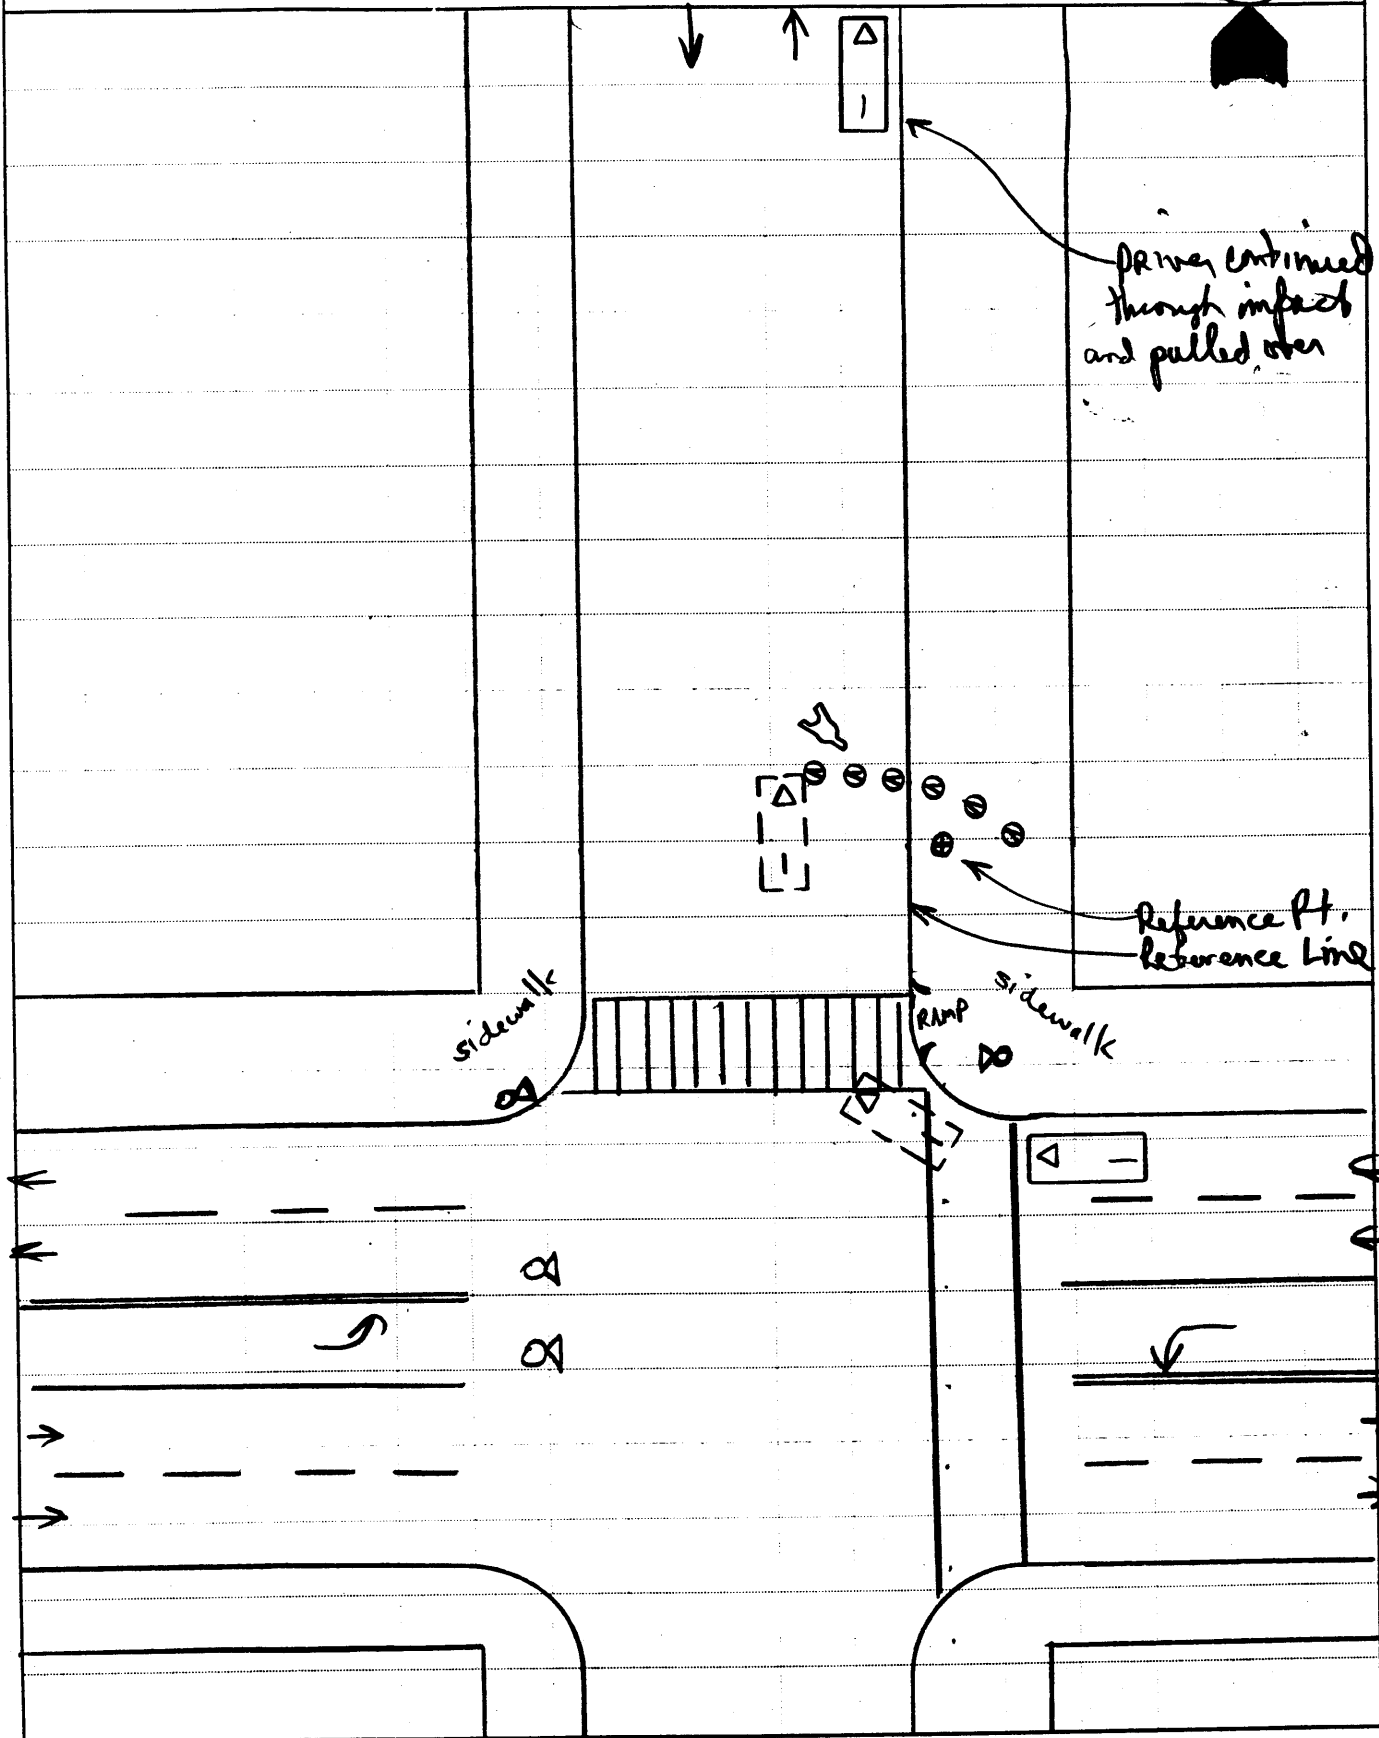 Driver continued
through impact
and pulled over
Reference Pt.
Reference Line
sidewalk
sidewalk
RAMP